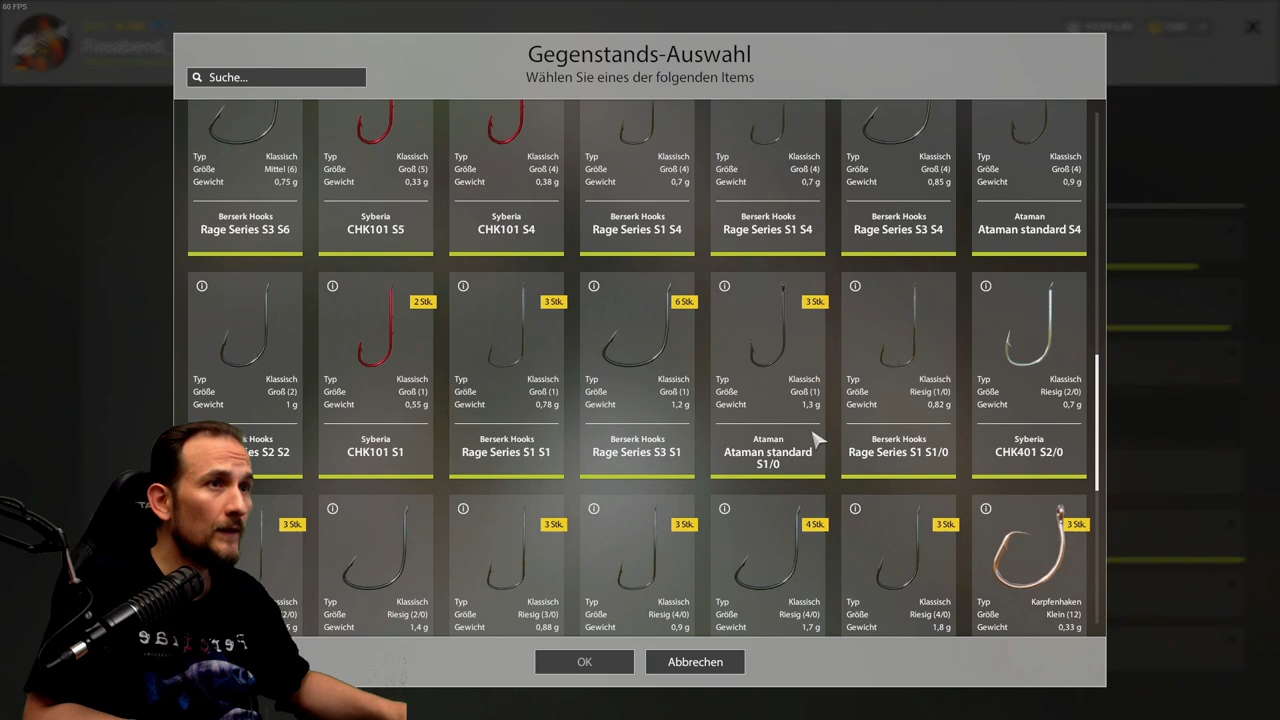 60 FPS
Gegenstands-Auswahl
Suche...
Wählen Sie eines der folgenden Items
Typ Klassisch
Größe Mittel (6)
Gewicht 0,75 g
Berserk Hooks
Rage Series S3 S6
Typ Klassisch
Größe Groß (5)
Gewicht 0,33 g
Syberia
CHK101 S5
Typ Klassisch
Größe Groß (4)
Gewicht 0,38 g
Syberia
CHK101 S4
Typ Klassisch
Größe Groß (4)
Gewicht 0,7 g
Berserk Hooks
Rage Series S1 S4
Typ Klassisch
Größe Groß (4)
Gewicht 0,7 g
Berserk Hooks
Rage Series S1 S4
Typ Klassisch
Größe Groß (4)
Gewicht 0,85 g
Berserk Hooks
Rage Series S3 S4
Typ Klassisch
Größe Groß (4)
Gewicht 0,9 g
Ataman
Ataman standard S4
Typ Klassisch
Größe Groß (2)
Gewicht 1 g
k Hooks
es S2 S2
2 Stk.
Typ Klassisch
Größe Groß (1)
Gewicht 0,55 g
Syberia
CHK101 S1
3 Stk.
Typ Klassisch
Größe Groß (1)
Gewicht 0,78 g
Berserk Hooks
Rage Series S1 S1
6 Stk.
Typ Klassisch
Größe Groß (1)
Gewicht 1,2 g
Berserk Hooks
Rage Series S3 S1
3 Stk.
Typ Klassisch
Größe Groß (1)
Gewicht 1,3 g
Ataman
Ataman standard
S1/0
Typ Klassisch
Größe Riesig (1/0)
Gewicht 0,82 g
Berserk Hooks
Rage Series S1 S1/0
Typ Klassisch
Größe Riesig (2/0)
Gewicht 0,7 g
Syberia
CHK401 S2/0
3 Stk.
Typ Klassisch
Größe Riesig (2/0)
Gewicht 1,4 g
3 Stk.
Typ Klassisch
Größe Riesig (3/0)
Gewicht 0,88 g
3 Stk.
Typ Klassisch
Größe Riesig (4/0)
Gewicht 0,9 g
4 Stk.
Typ Klassisch
Größe Riesig (4/0)
Gewicht 1,7 g
3 Stk.
Typ Klassisch
Größe Riesig (4/0)
Gewicht 1,8 g
3 Stk.
Typ Karpfenhaken
Größe Klein (12)
Gewicht 0,33 g
OK
Abbrechen